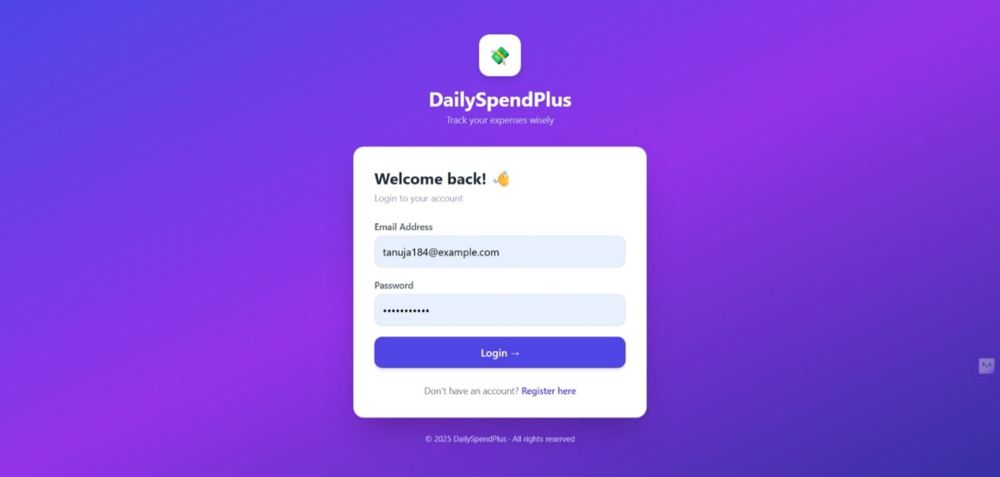 DailySpendPlus
Track your expenses wisely
Welcome back! 👋
Login to your account
Email Address
tanuja184@example.com
Password
•••••••••••
Login →
Don't have an account? Register here
© 2025 DailySpendPlus · All rights reserved